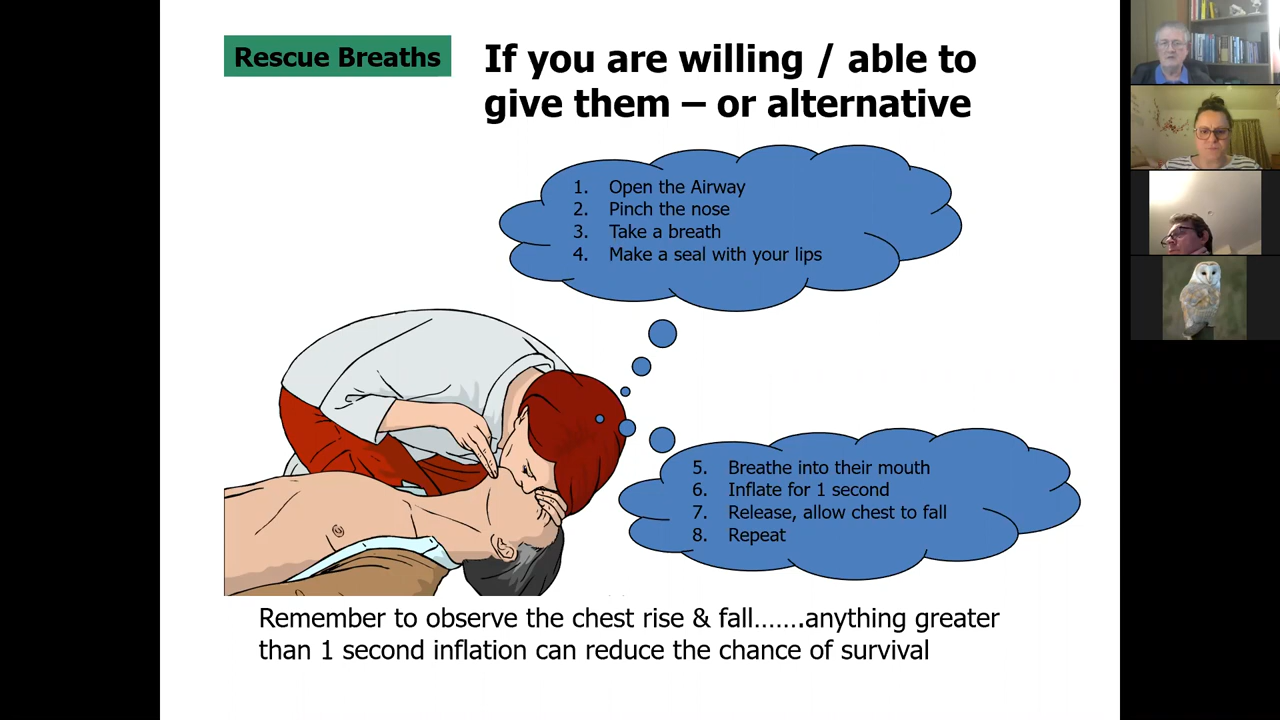 Rescue Breaths
If you are willing / able to
give them – or alternative
1. Open the Airway
2. Pinch the nose
3. Take a breath
4. Make a seal with your lips
5. Breathe into their mouth
6. Inflate for 1 second
7. Release, allow chest to fall
8. Repeat
Remember to observe the chest rise & fall…….anything greater
than 1 second inflation can reduce the chance of survival